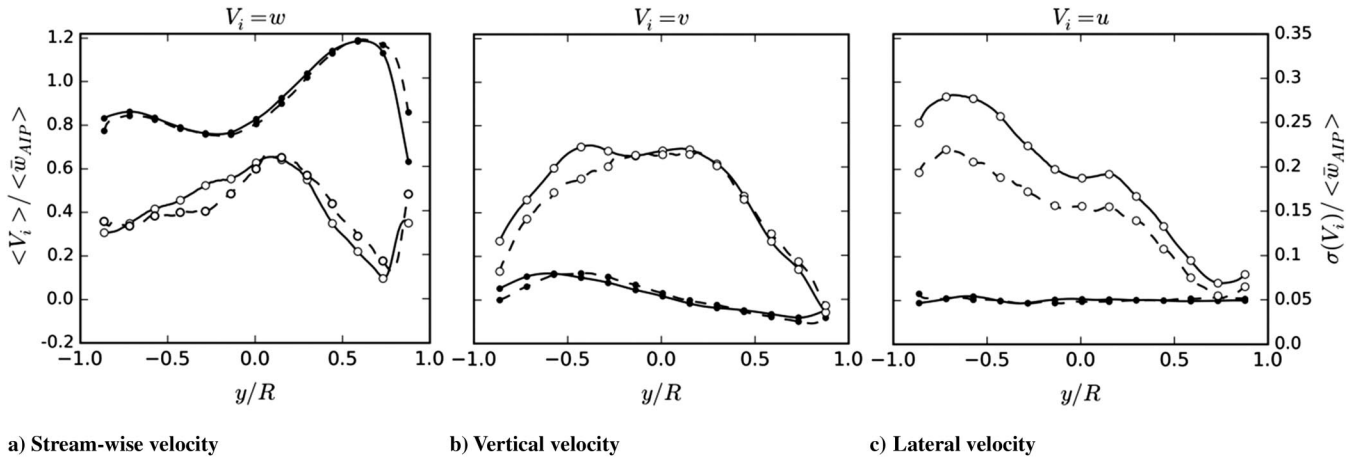 V_i = w
V_i = v
V_i = u
<V_i> / <w̄_AIP>
1.2
1.0
0.8
0.6
0.4
0.2
0.0
-0.2
0.35
0.30
0.25
0.20
0.15
0.10
0.05
0.0
σ(V_i) / <w̄_AIP>
−1.0 −0.5 0.0 0.5 1.0
−1.0 −0.5 0.0 0.5 1.0
−1.0 −0.5 0.0 0.5 1.0
y/R
y/R
y/R
a) Stream-wise velocity
b) Vertical velocity
c) Lateral velocity